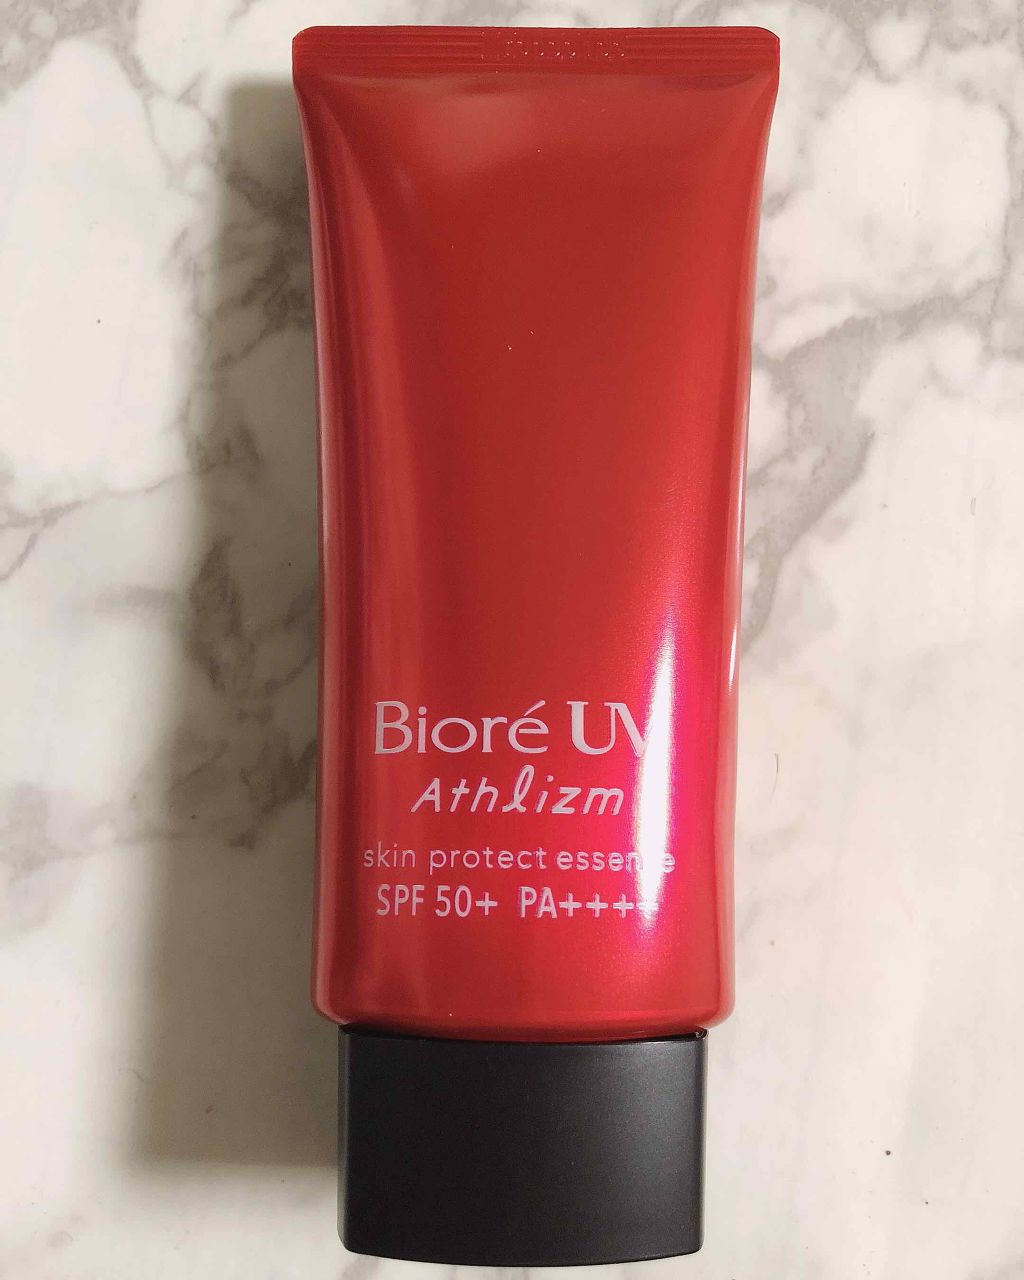 Bioré UV
Athlizm
skin protect essence
SPF 50+ PA++++